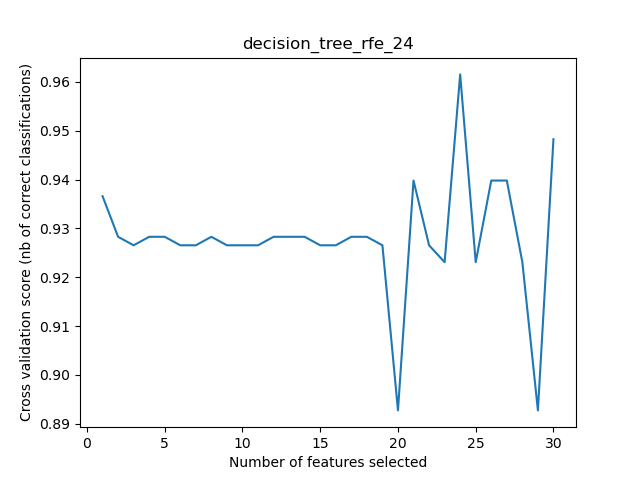 decision_tree_rfe_24
Cross validation score (nb of correct classifications)
0.96
0.95
0.94
0.93
0.92
0.91
0.90
0.89
0 5 10 15 20 25 30
Number of features selected